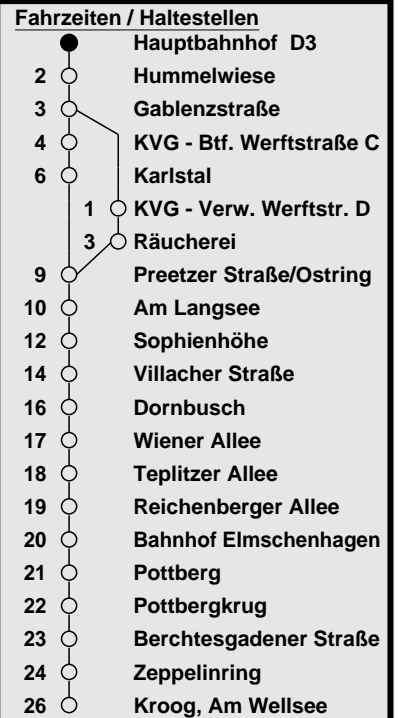 Fahrzeiten / Haltestellen
Hauptbahnhof D3
2 Hummelwiese
3 Gablenzstraße
4 KVG - Btf. Werftstraße C
6 Karlstal
1 KVG - Verw. Werftstr. D
3 Räucherei
9 Preetzer Straße/Ostring
10 Am Langsee
12 Sophienhöhe
14 Villacher Straße
16 Dornbusch
17 Wiener Allee
18 Teplitzer Allee
19 Reichenberger Allee
20 Bahnhof Elmschenhagen
21 Pottberg
22 Pottbergkrug
23 Berchtesgadener Straße
24 Zeppelinring
26 Kroog, Am Wellsee